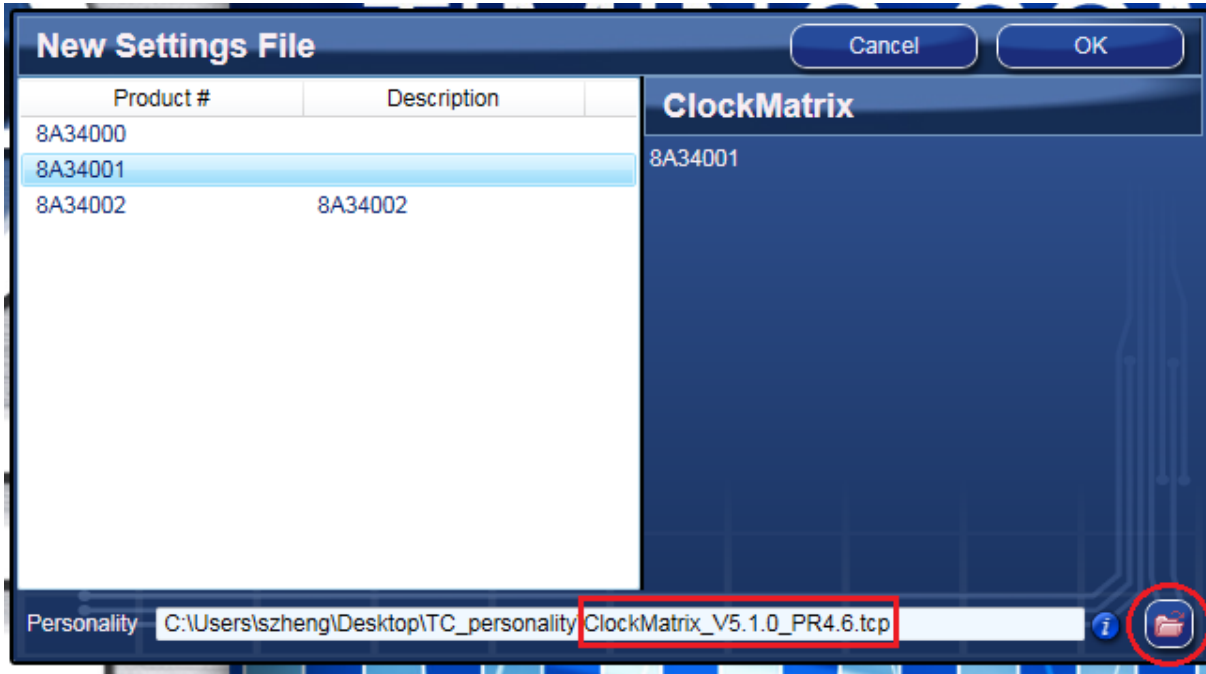 New Settings File
Cancel
OK
Product #
Description
8A34000
8A34001
8A34002
8A34002
ClockMatrix
8A34001
Personality
C:\Users\szheng\Desktop\TC_personality\ClockMatrix_V5.1.0_PR4.6.tcp
i